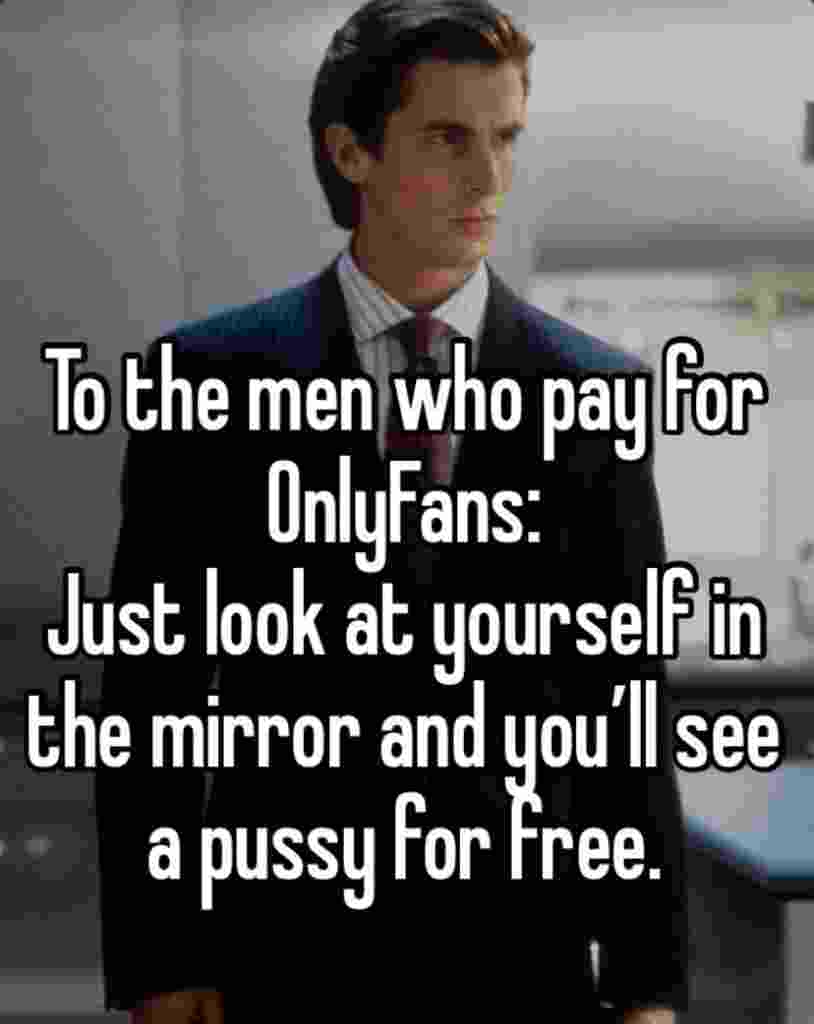 To the men who pay for
OnlyFans:
Just look at yourself in
the mirror and you'll see
a pussy for free.